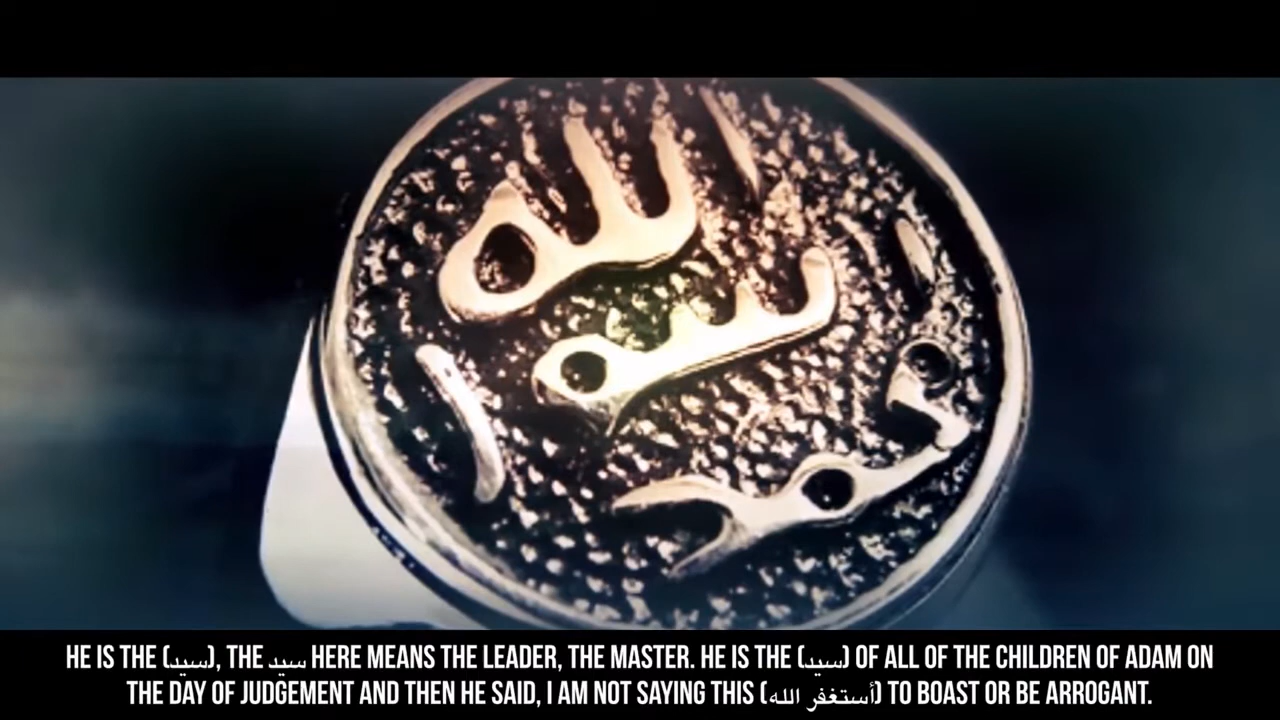 الله
رسول
محمد
HE IS THE (سيد), THE سيد HERE MEANS THE LEADER, THE MASTER. HE IS THE (سيد) OF ALL OF THE CHILDREN OF ADAM ON
THE DAY OF JUDGEMENT AND THEN HE SAID, I AM NOT SAYING THIS (أستغفر الله) TO BOAST OR BE ARROGANT.